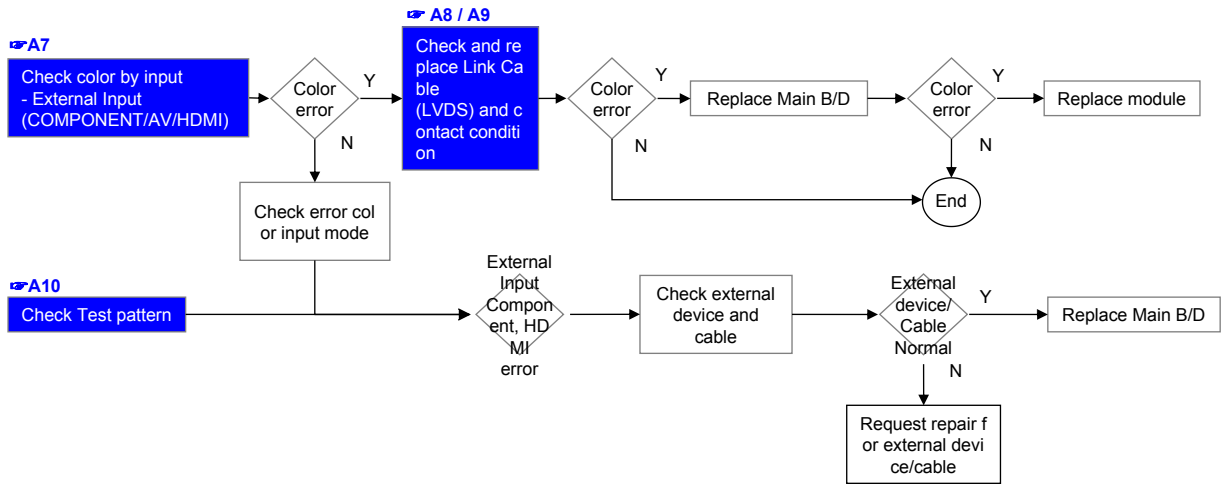 ☞A7
Check color by input
- External Input
(COMPONENT/AV/HDMI)
Color
error
Y
N
☞ A8 / A9
Check and re
place Link Ca
ble
(LVDS) and c
ontact conditi
on
Color
error
Y
N
Replace Main B/D
Color
error
Y
N
Replace module
End
Check error col
or input mode
☞A10
Check Test pattern
External
Input
Compon
ent, HD
MI
error
Check external
device and
cable
External
device/
Cable
Normal
Y
N
Replace Main B/D
Request repair f
or external devi
ce/cable